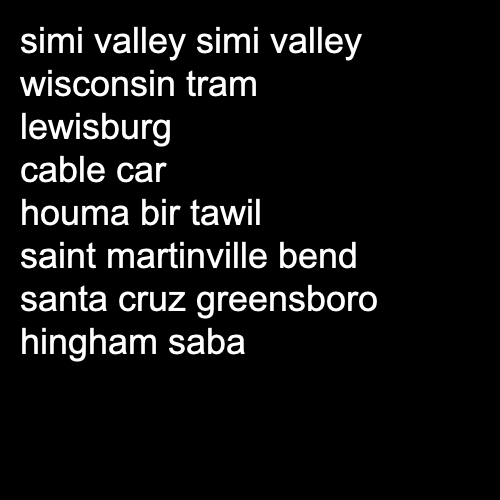 simi valley simi valley
wisconsin tram
lewisburg
cable car
houma bir tawil
saint martinville bend
santa cruz greensboro
hingham saba